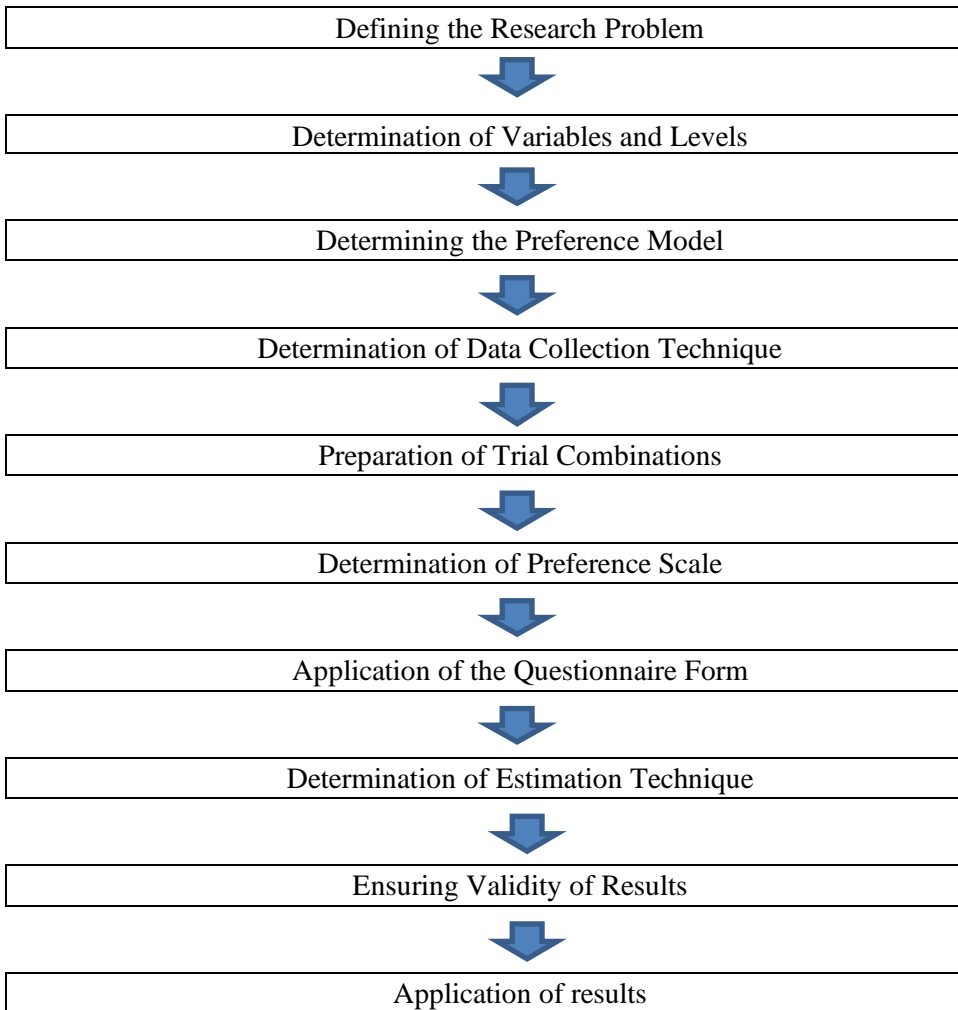 Defining the Research Problem
Determination of Variables and Levels
Determining the Preference Model
Determination of Data Collection Technique
Preparation of Trial Combinations
Determination of Preference Scale
Application of the Questionnaire Form
Determination of Estimation Technique
Ensuring Validity of Results
Application of results